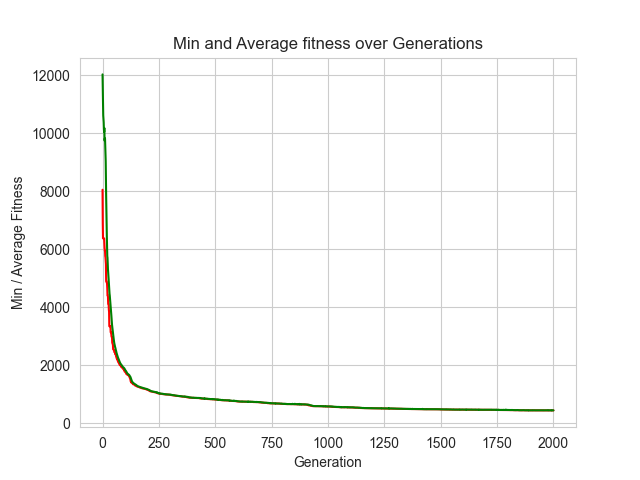 Min and Average fitness over Generations
12000
10000
8000
6000
4000
2000
0
Min / Average Fitness
0 250 500 750 1000 1250 1500 1750 2000
Generation